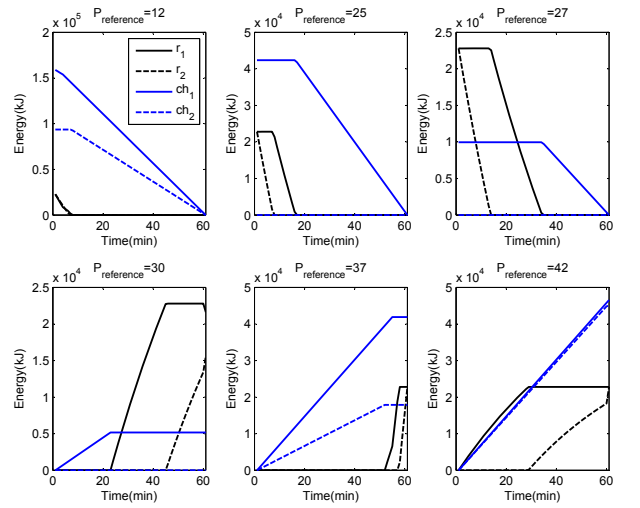 P_reference=12
x 10^5
2
1.5
1
0.5
0
Energy(kJ)
0 20 40 60
Time(min)
r_1
r_2
ch_1
ch_2
P_reference=25
x 10^4
5
4
3
2
1
0
Energy(kJ)
0 20 40 60
Time(min)
P_reference=27
x 10^4
2.5
2
1.5
1
0.5
0
Energy(kJ)
0 20 40 60
Time(min)
P_reference=30
x 10^4
2.5
2
1.5
1
0.5
0
Energy(kJ)
0 20 40 60
Time(min)
P_reference=37
x 10^4
5
4
3
2
1
0
Energy(kJ)
0 20 40 60
Time(min)
P_reference=42
x 10^4
5
4
3
2
1
0
Energy(kJ)
0 20 40 60
Time(min)